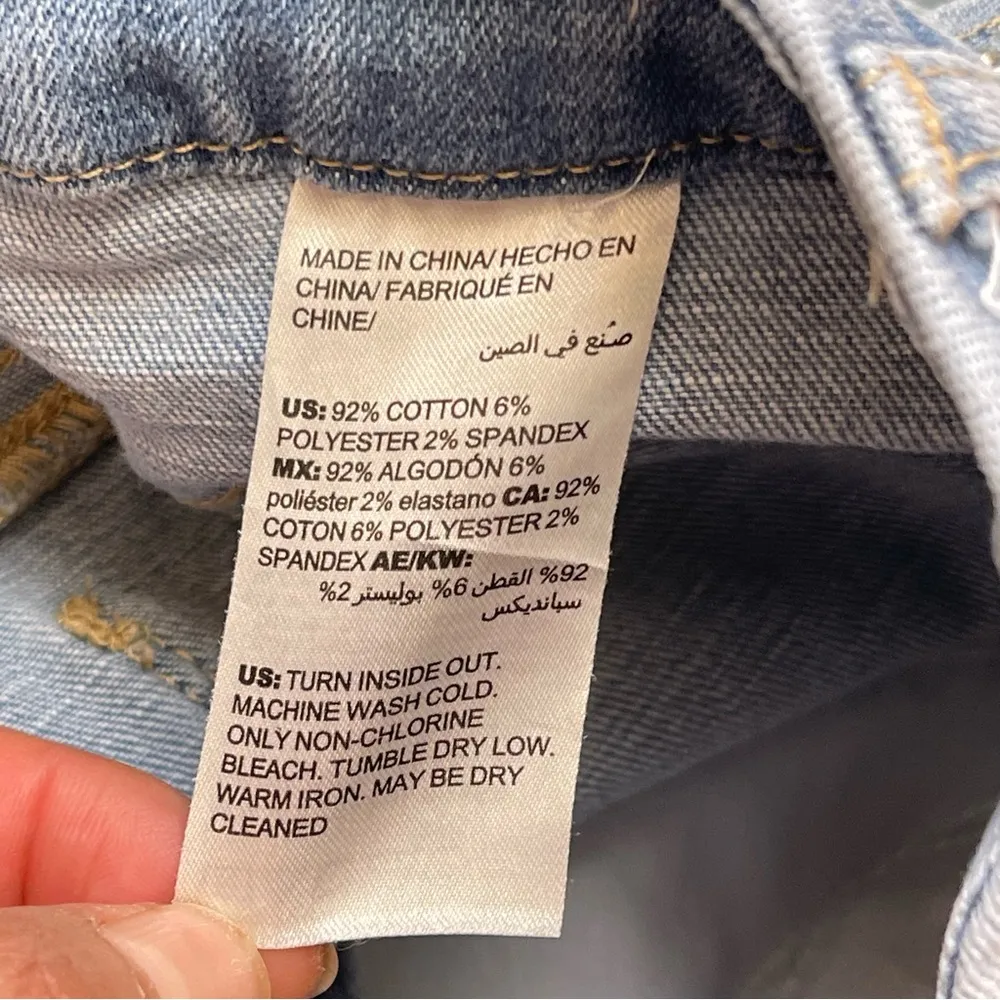 MADE IN CHINA/ HECHO EN
CHINA/ FABRIQUÉ EN
CHINE/
صُنع في الصين
US: 92% COTTON 6%
POLYESTER 2% SPANDEX
MX: 92% ALGODÓN 6%
poliéster 2% elastano CA: 92%
COTON 6% POLYESTER 2%
SPANDEX AE/KW:
92% القطن 6% بوليستر 2%
سبانديكس
US: TURN INSIDE OUT.
MACHINE WASH COLD.
ONLY NON-CHLORINE
BLEACH. TUMBLE DRY LOW.
WARM IRON. MAY BE DRY
CLEANED